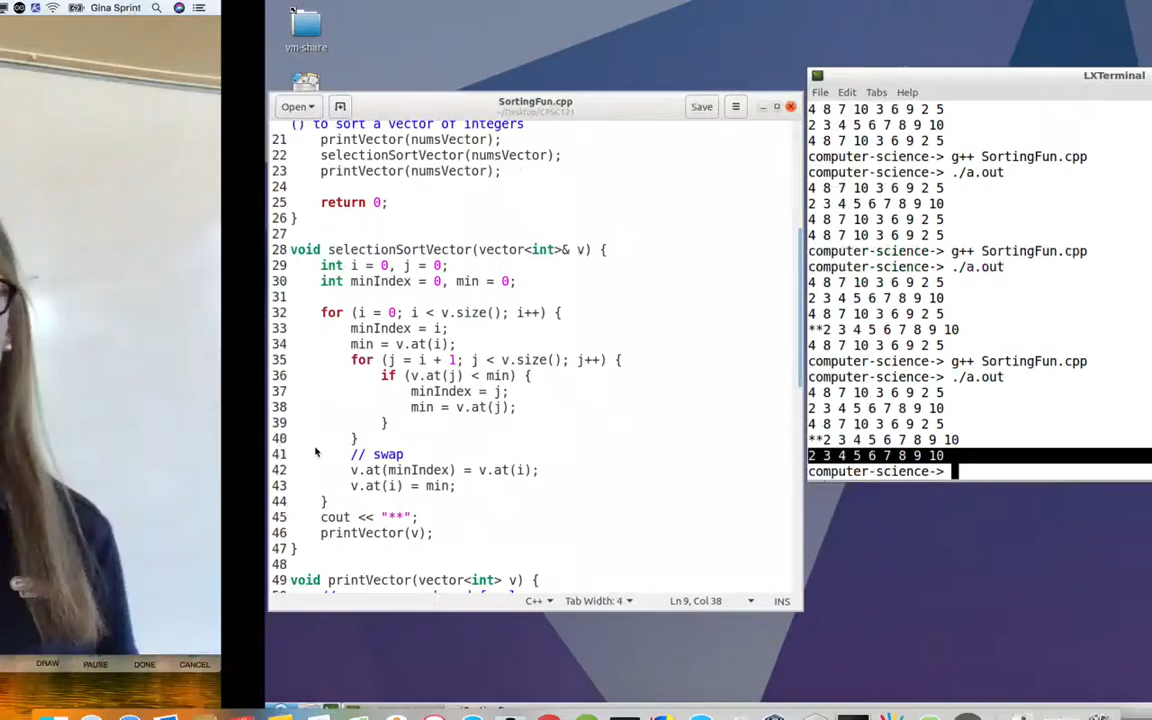 Gina Sprint
vm-share
Open
SortingFun.cpp
~/Desktop/CPSC121
Save
() to sort a vector of integers
21 printVector(numsVector);
22 selectionSortVector(numsVector);
23 printVector(numsVector);
24
25 return 0;
26 }
27
28 void selectionSortVector(vector<int>& v) {
29 int i = 0, j = 0;
30 int minIndex = 0, min = 0;
31
32 for (i = 0; i < v.size(); i++) {
33 minIndex = i;
34 min = v.at(i);
35 for (j = i + 1; j < v.size(); j++) {
36 if (v.at(j) < min) {
37 minIndex = j;
38 min = v.at(j);
39 }
40 }
41 // swap
42 v.at(minIndex) = v.at(i);
43 v.at(i) = min;
44 }
45 cout << "**";
46 printVector(v);
47 }
48
49 void printVector(vector<int> v) {
C++ Tab Width: 4 Ln 9, Col 38 INS
LXTerminal
File Edit Tabs Help
4 8 7 10 3 6 9 2 5
2 3 4 5 6 7 8 9 10
4 8 7 10 3 6 9 2 5
computer-science-> g++ SortingFun.cpp
computer-science-> ./a.out
4 8 7 10 3 6 9 2 5
2 3 4 5 6 7 8 9 10
4 8 7 10 3 6 9 2 5
4 8 7 10 3 6 9 2 5
computer-science-> g++ SortingFun.cpp
computer-science-> ./a.out
4 8 7 10 3 6 9 2 5
2 3 4 5 6 7 8 9 10
4 8 7 10 3 6 9 2 5
**2 3 4 5 6 7 8 9 10
4 8 7 10 3 6 9 2 5
computer-science-> g++ SortingFun.cpp
computer-science-> ./a.out
4 8 7 10 3 6 9 2 5
2 3 4 5 6 7 8 9 10
4 8 7 10 3 6 9 2 5
**2 3 4 5 6 7 8 9 10
2 3 4 5 6 7 8 9 10
computer-science->
DRAW PAUSE DONE CANCEL